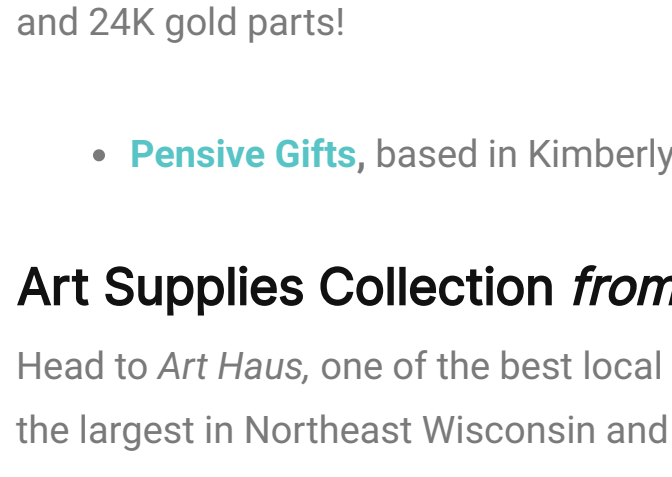 and 24K gold parts!
• Pensive Gifts, based in Kimberly
Art Supplies Collection from
Head to Art Haus, one of the best local
the largest in Northeast Wisconsin and